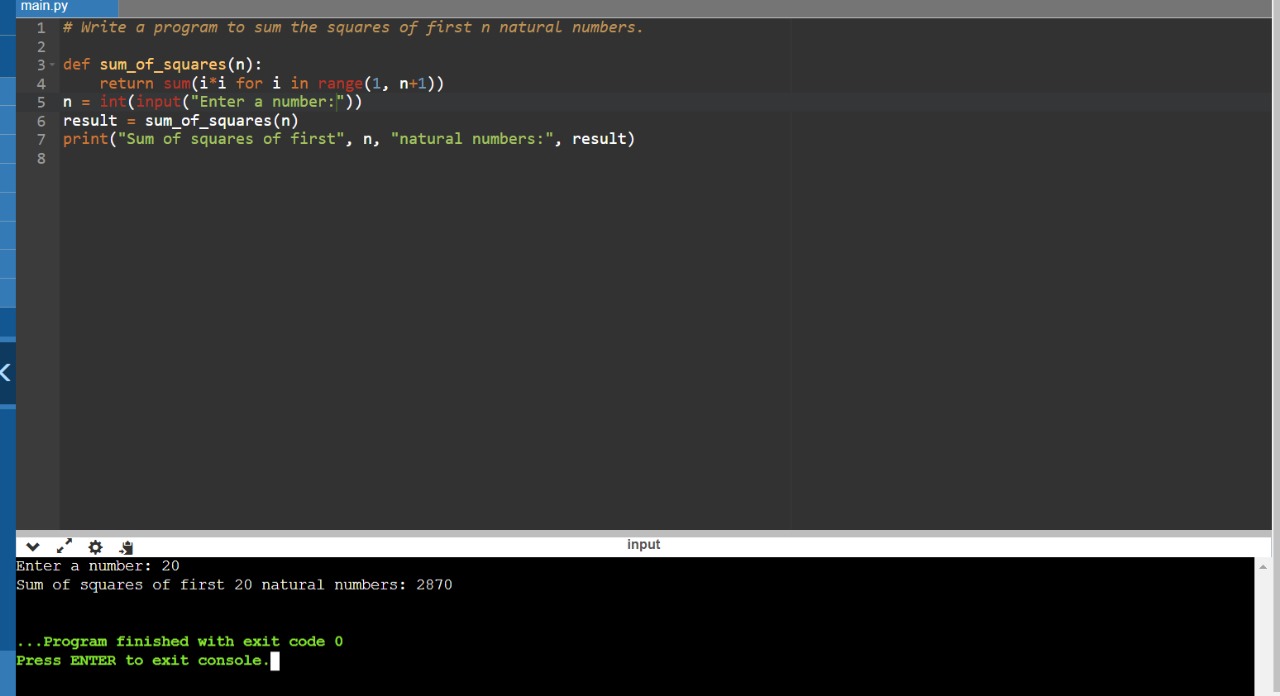 main.py
1 # Write a program to sum the squares of first n natural numbers.
2
3 def sum_of_squares(n):
4     return sum(i*i for i in range(1, n+1))
5 n = int(input("Enter a number:"))
6 result = sum_of_squares(n)
7 print("Sum of squares of first", n, "natural numbers:", result)
8
input
Enter a number: 20
Sum of squares of first 20 natural numbers: 2870
...Program finished with exit code 0
Press ENTER to exit console.